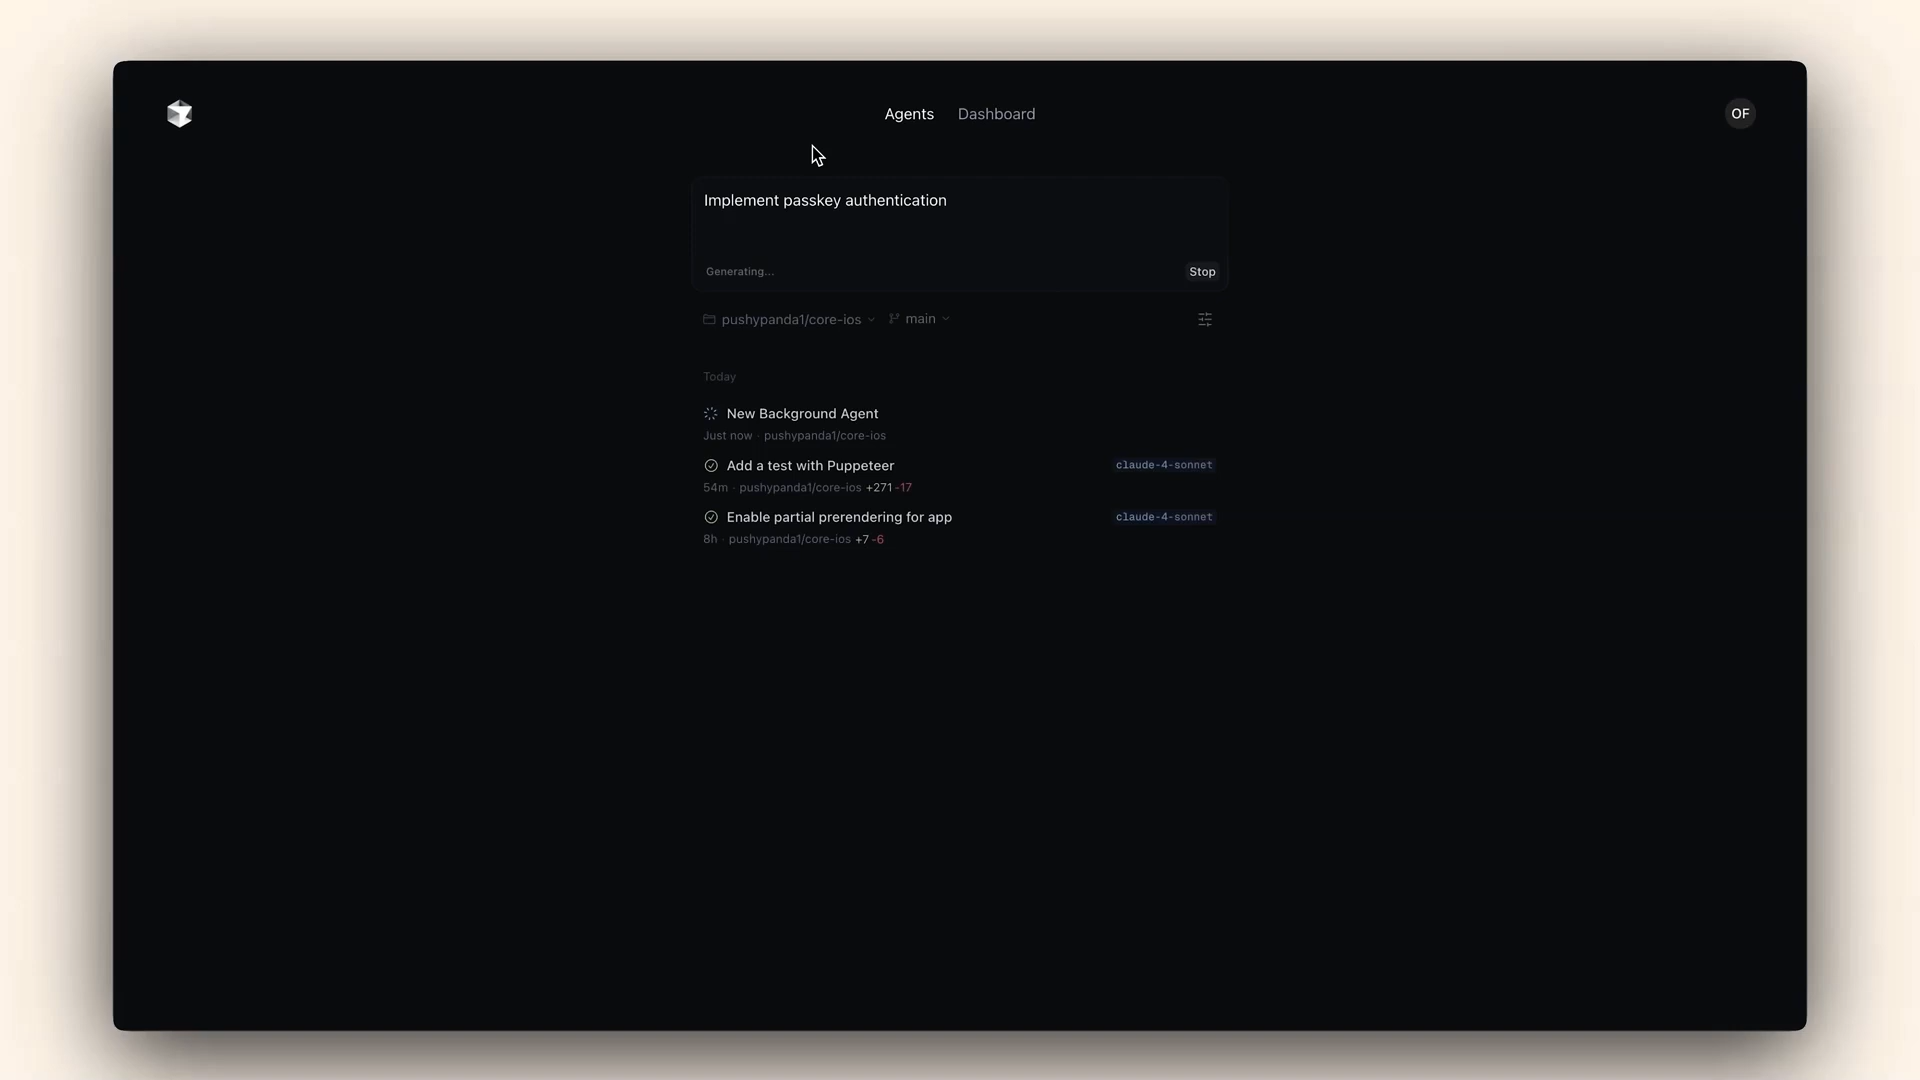 Agents Dashboard OF
Implement passkey authentication
Generating... Stop
pushypanda1/core-ios main
Today
New Background Agent
Just now · pushypanda1/core-ios
Add a test with Puppeteer claude-4-sonnet
54m · pushypanda1/core-ios +271 -17
Enable partial prerendering for app claude-4-sonnet
8h · pushypanda1/core-ios +7 -6